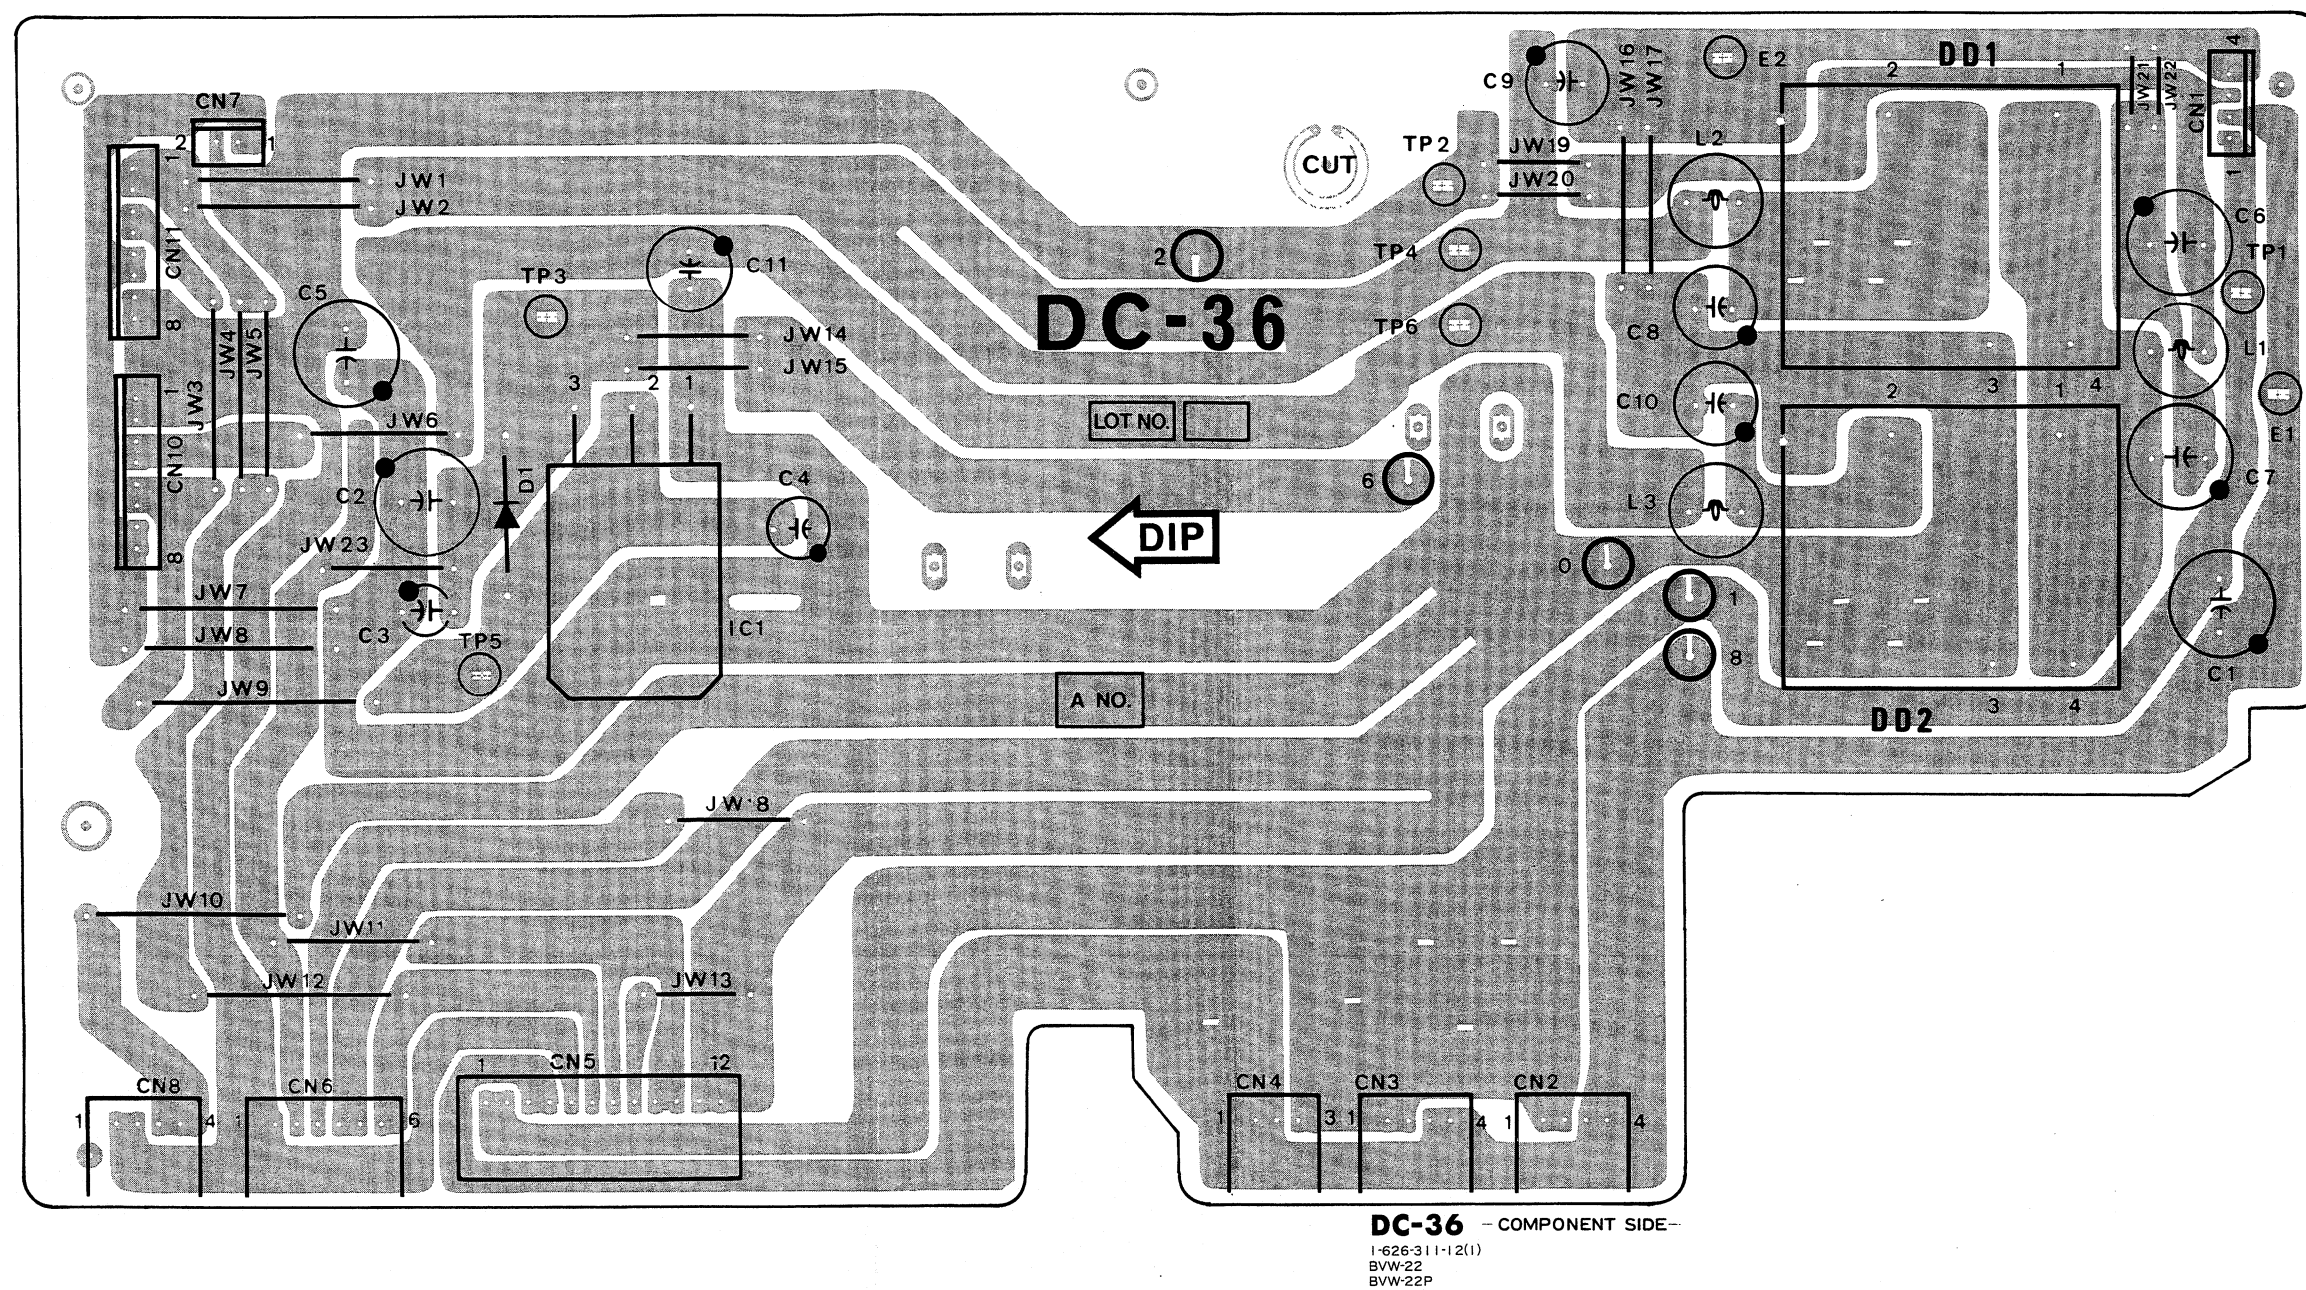 DD1
4
E2
JW16
JW17
C9
2
1
JW21
JW22
CN7
CN1
2
1
TP2
JW19
L2
1
CUT
JW20
1
JW1
JW2
C6
CN11
TP4
TP1
2
C11
TP3
C5
DC-36
TP6
C8
8
JW4
JW5
JW14
L1
JW15
3
2
1
2
3
1
4
1
JW3
C10
JW6
LOT NO.
E1
CN10
D1
C4
6
C7
C2
L3
DIP
JW23
8
0
JW7
1
C3
IC1
JW8
TP5
8
C1
JW9
A NO.
3
4
DD2
JW18
JW10
JW11
JW12
JW13
1
CN5
12
CN8
CN6
CN4
CN3
CN2
1
4
1
6
1
3
1
4
1
4
DC-36 -COMPONENT SIDE-
1-626-311-12(1)
BVW-22
BVW-22P